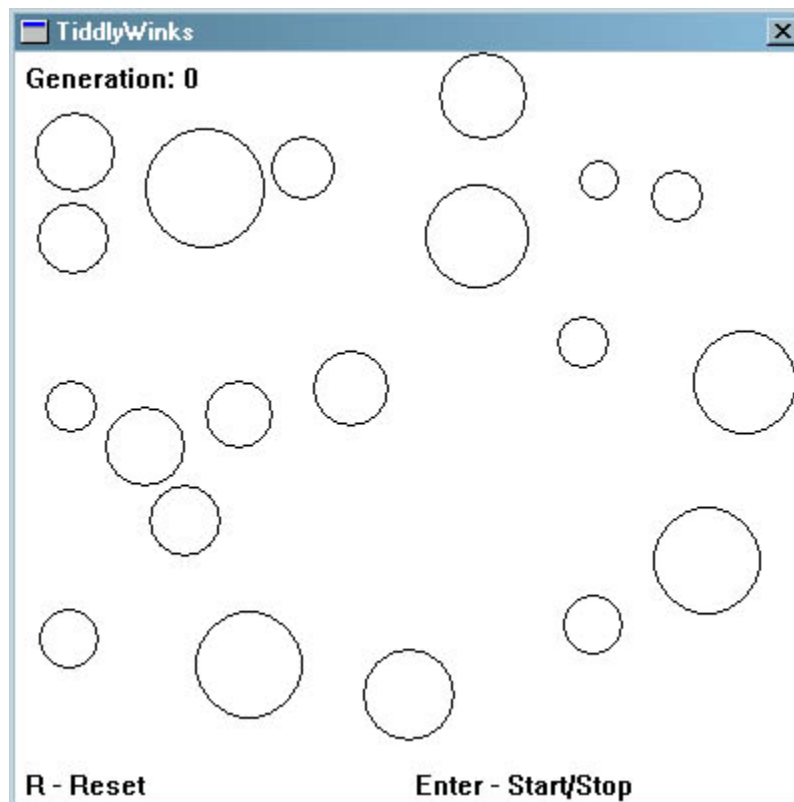 TiddlyWinks
Generation: 0
R - Reset
Enter - Start/Stop